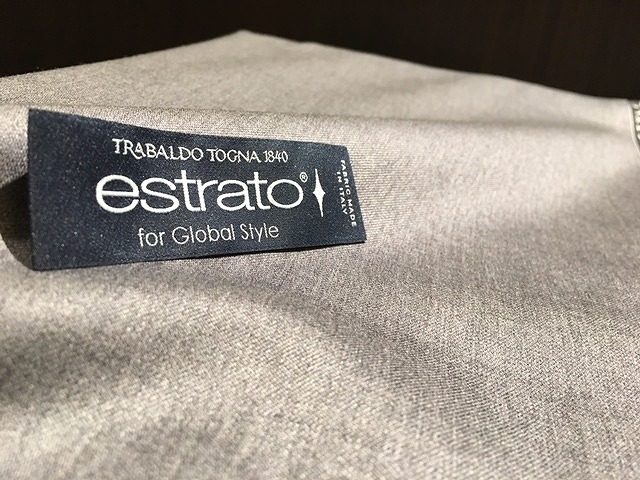 TRABALDO TOGNA 1840
estrato®
for Global Style
FABRIC MADE
IN ITALY